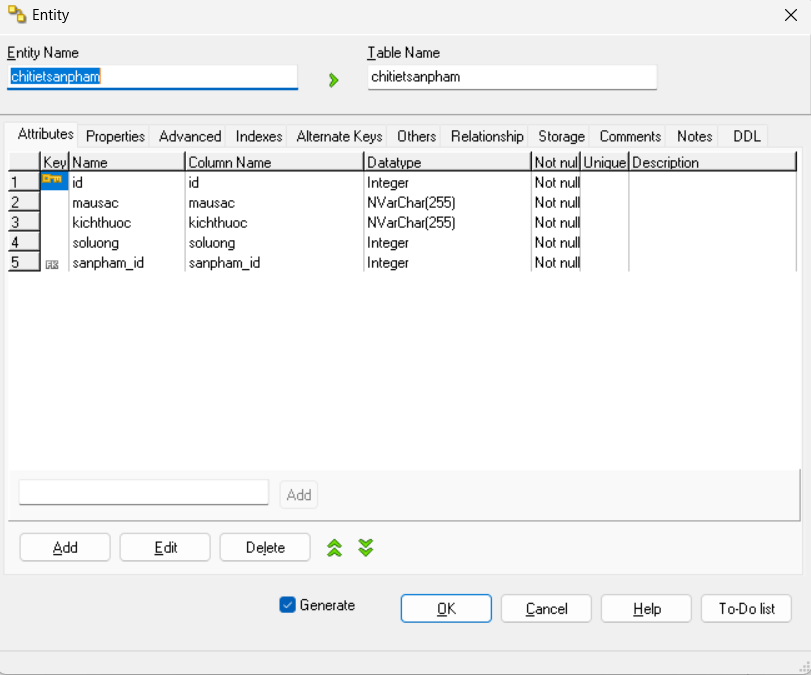 Entity
Entity Name
Table Name
chitietsanpham
chitietsanpham
Attributes Properties Advanced Indexes Alternate Keys Others Relationship Storage Comments Notes DDL
Key Name Column Name Datatype Not nul Unique Description
1 id id Integer Not null
2 mausac mausac NVarChar(255) Not null
3 kichthuoc kichthuoc NVarChar(255) Not null
4 soluong soluong Integer Not null
5 FK sanpham_id sanpham_id Integer Not null
Add
Add Edit Delete
Generate OK Cancel Help To-Do list